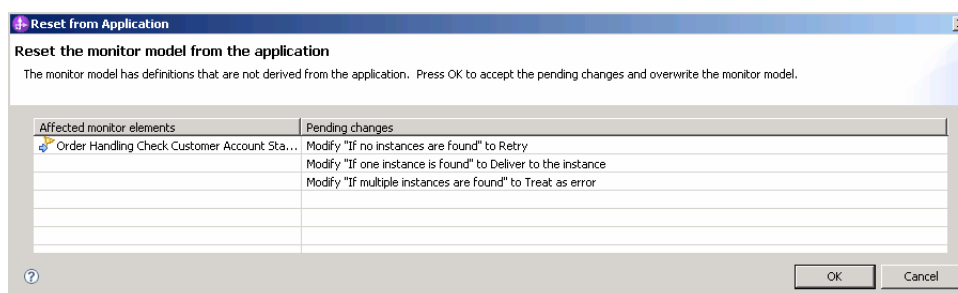 Reset from Application
Reset the monitor model from the application
The monitor model has definitions that are not derived from the application. Press OK to accept the pending changes and overwrite the monitor model.
Affected monitor elements Pending changes
Order Handling Check Customer Account Sta... Modify "If no instances are found" to Retry
Modify "If one instance is found" to Deliver to the instance
Modify "If multiple instances are found" to Treat as error
? OK Cancel